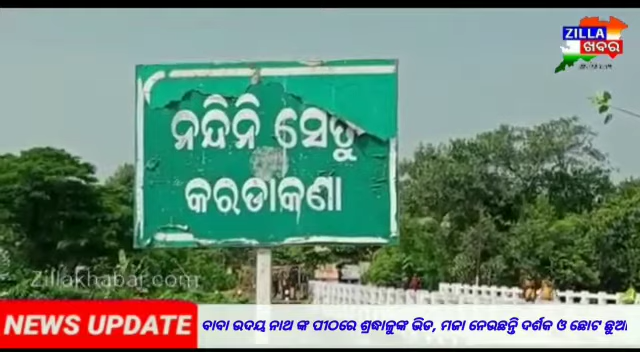 ZILLA
ଖବର
ନନ୍ଦିନି ସେତୁ
କରଡାକଣା
Zillakhabar.com
NEWS UPDATE
ବାବା ଉଦୟ ନାଥ ଙ୍କ ପୀଠରେ ଶ୍ରଦ୍ଧାଳୁଙ୍କ ଭିଡ, ମଜା ନେଉଛନ୍ତି ଦର୍ଶକ ଓ ଛୋଟ ଛୁଆ